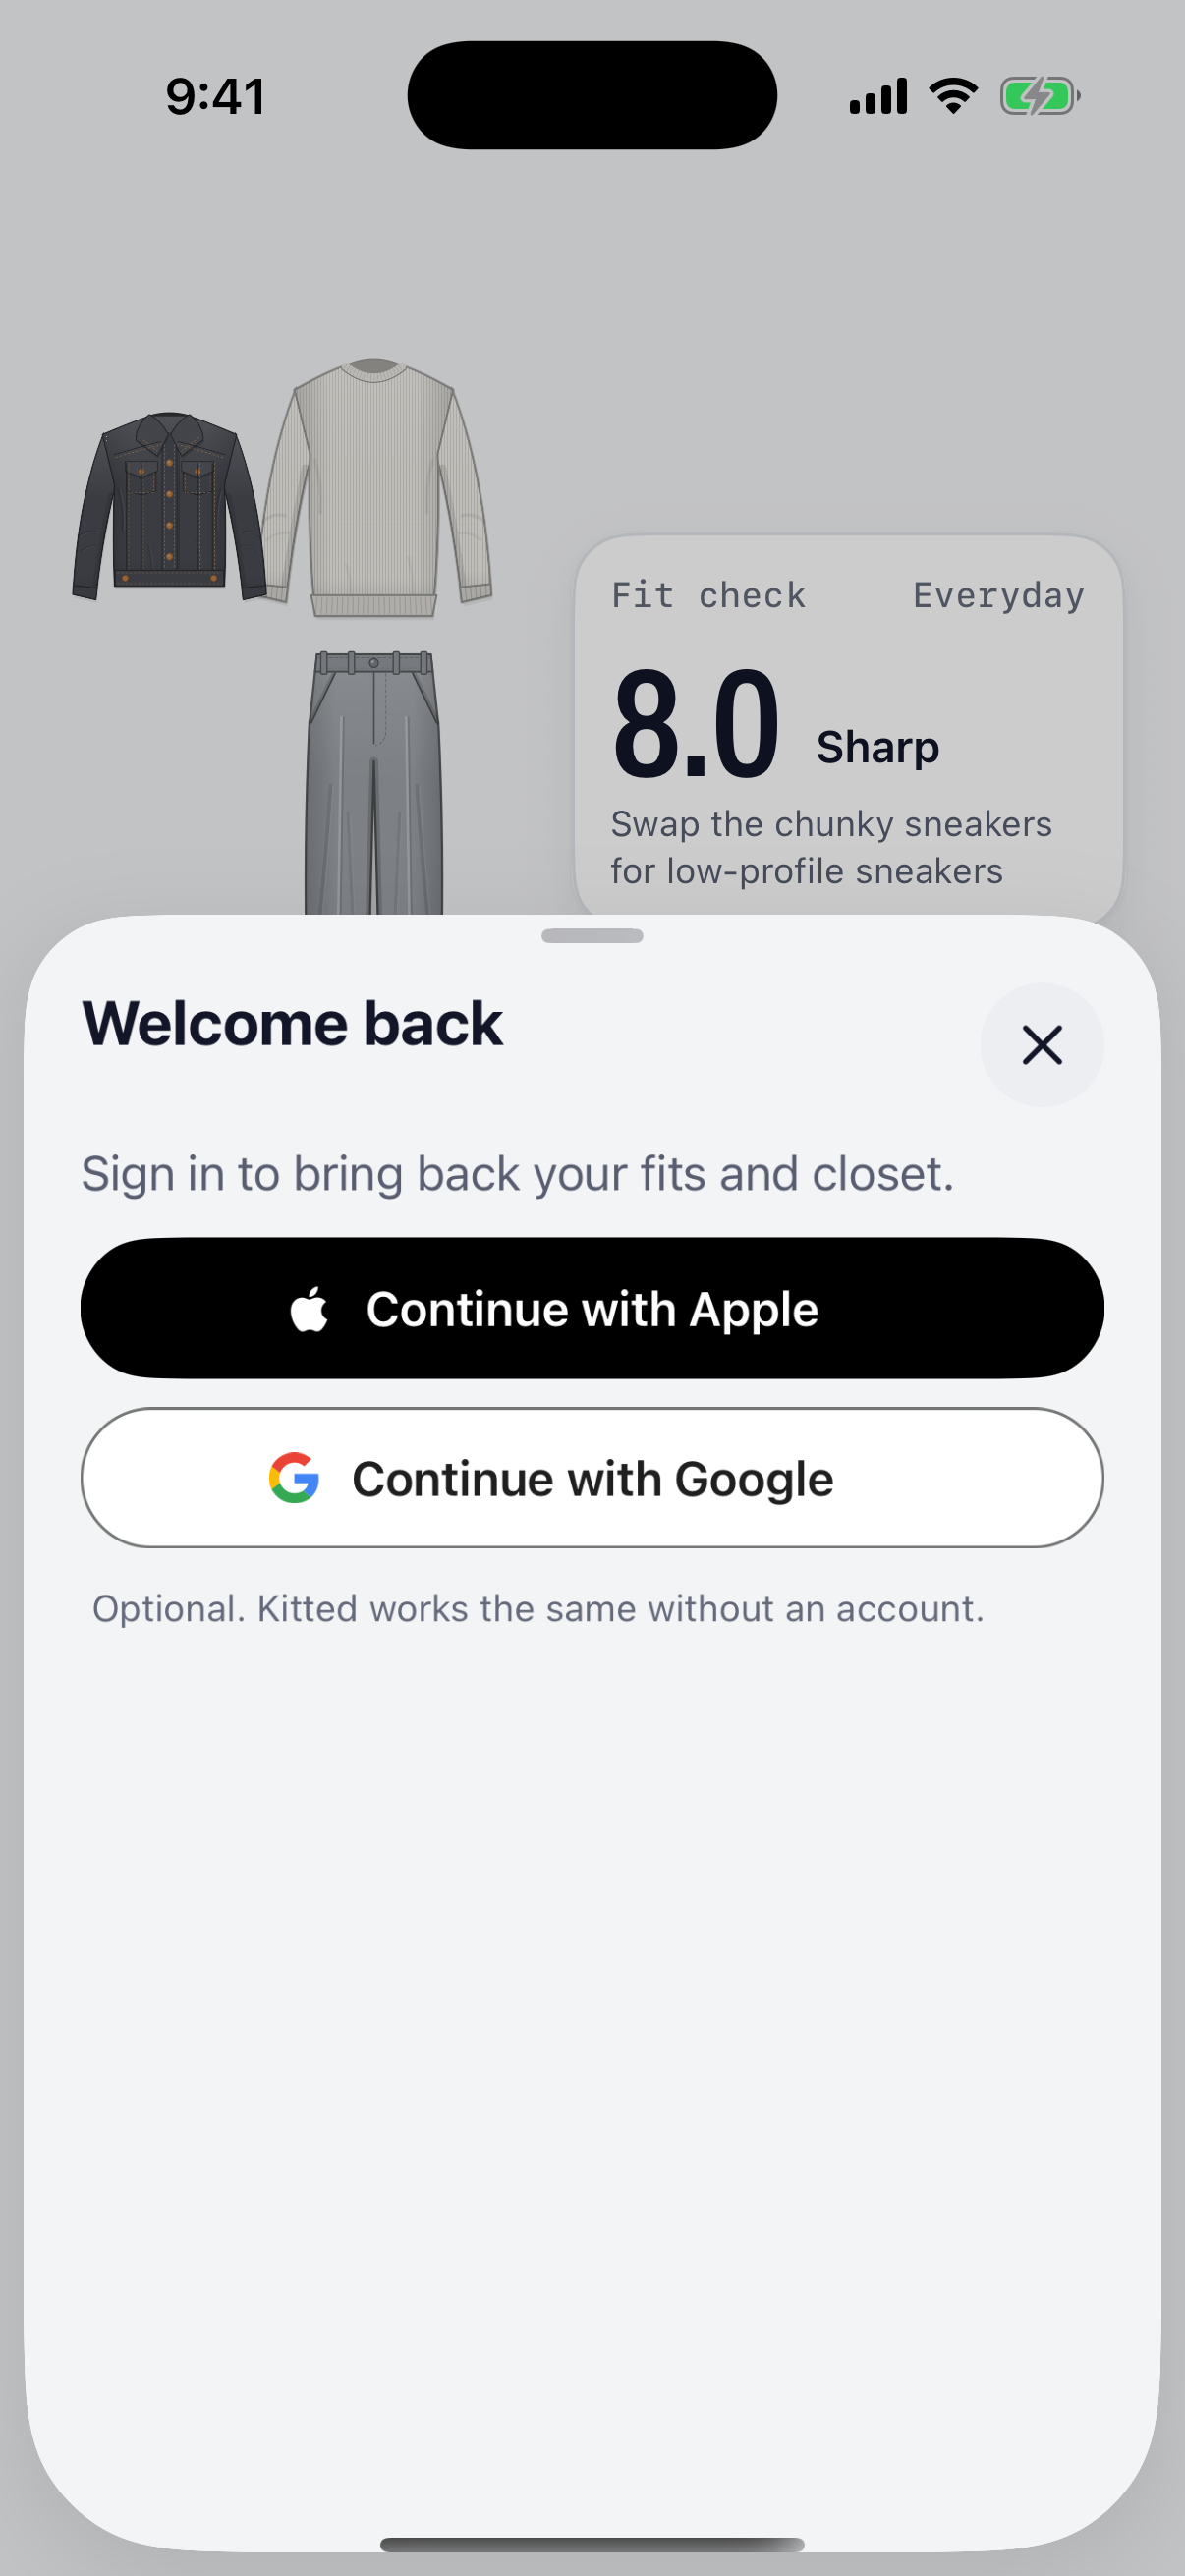 9:41
Fit check Everyday
8.0 Sharp
Swap the chunky sneakers
for low-profile sneakers
Welcome back
Sign in to bring back your fits and closet.
Continue with Apple
Continue with Google
Optional. Kitted works the same without an account.